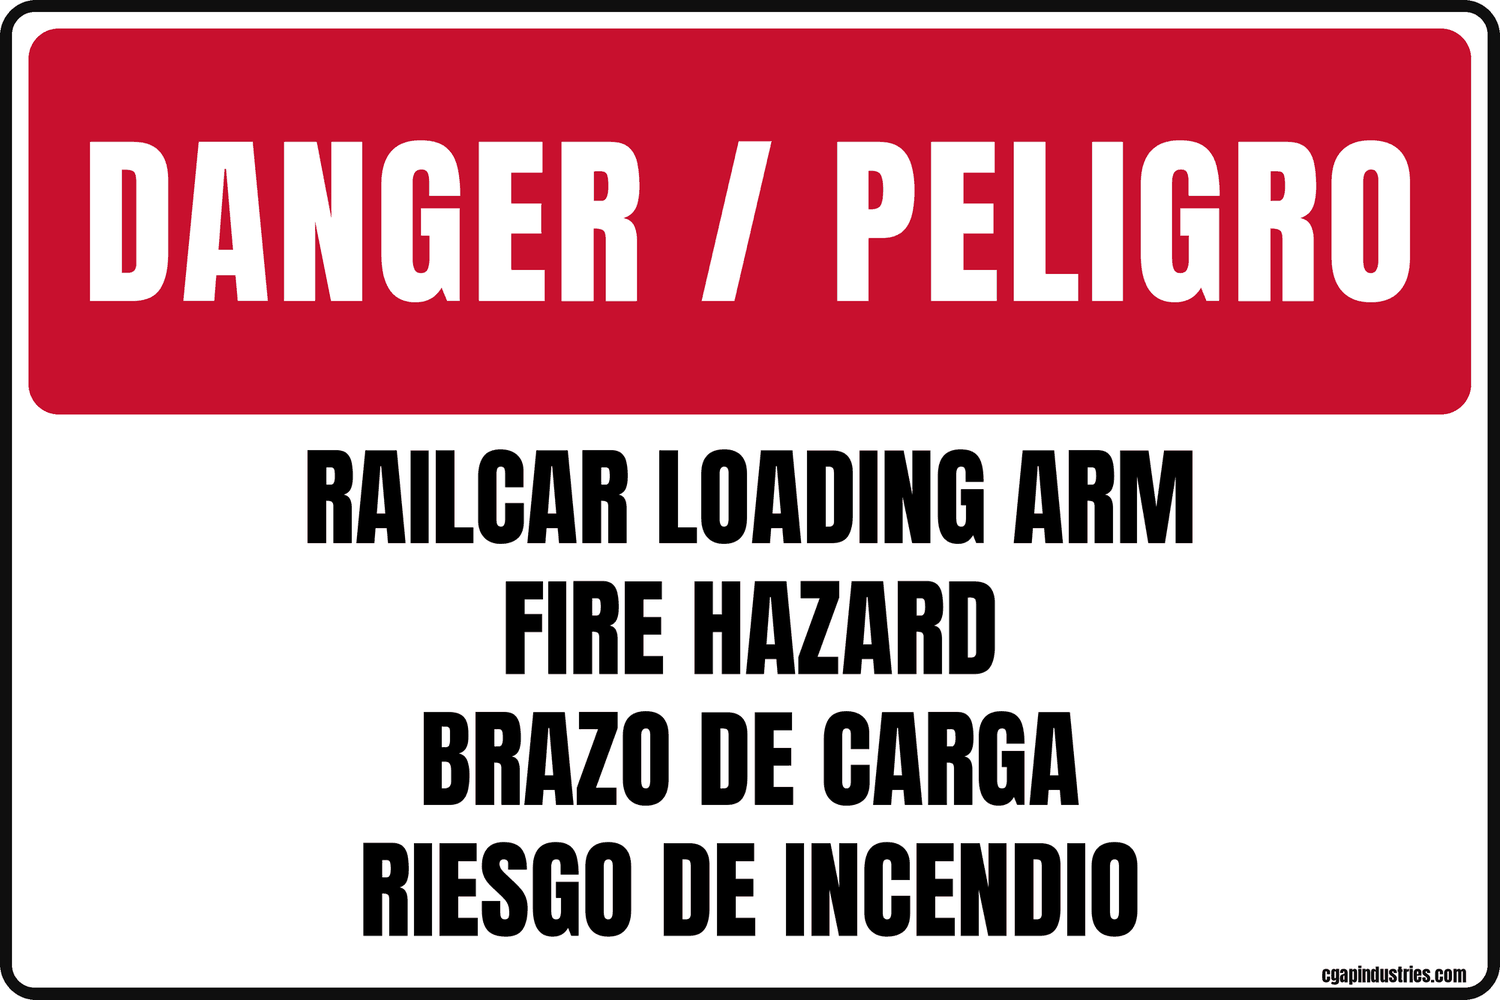 DANGER / PELIGRO
RAILCAR LOADING ARM
FIRE HAZARD
BRAZO DE CARGA
RIESGO DE INCENDIO
cgapindustries.com